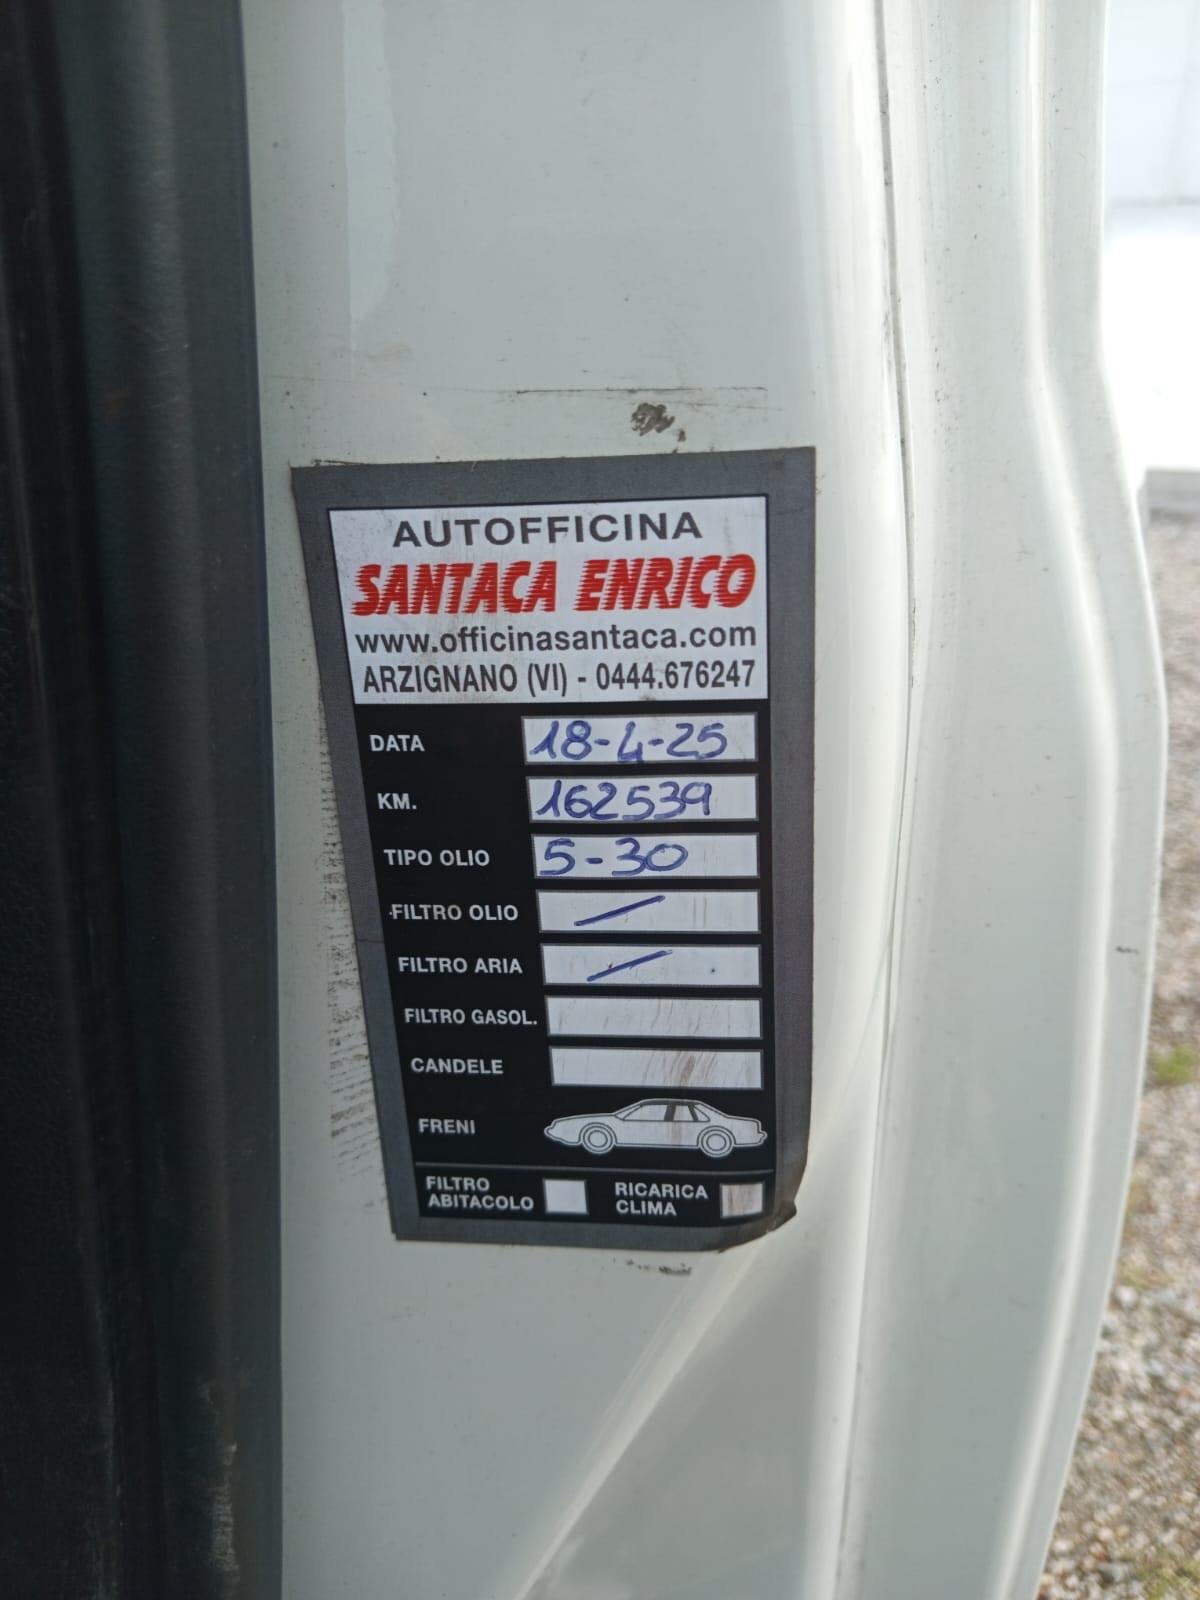 AUTOFFICINA
SANTACA ENRICO
www.officinasantaca.com
ARZIGNANO (VI) - 0444.676247
DATA 18-4-25
KM. 162539
TIPO OLIO 5-30
FILTRO OLIO /
FILTRO ARIA /
FILTRO GASOL.
CANDELE
FRENI
FILTRO ABITACOLO
RICARICA CLIMA